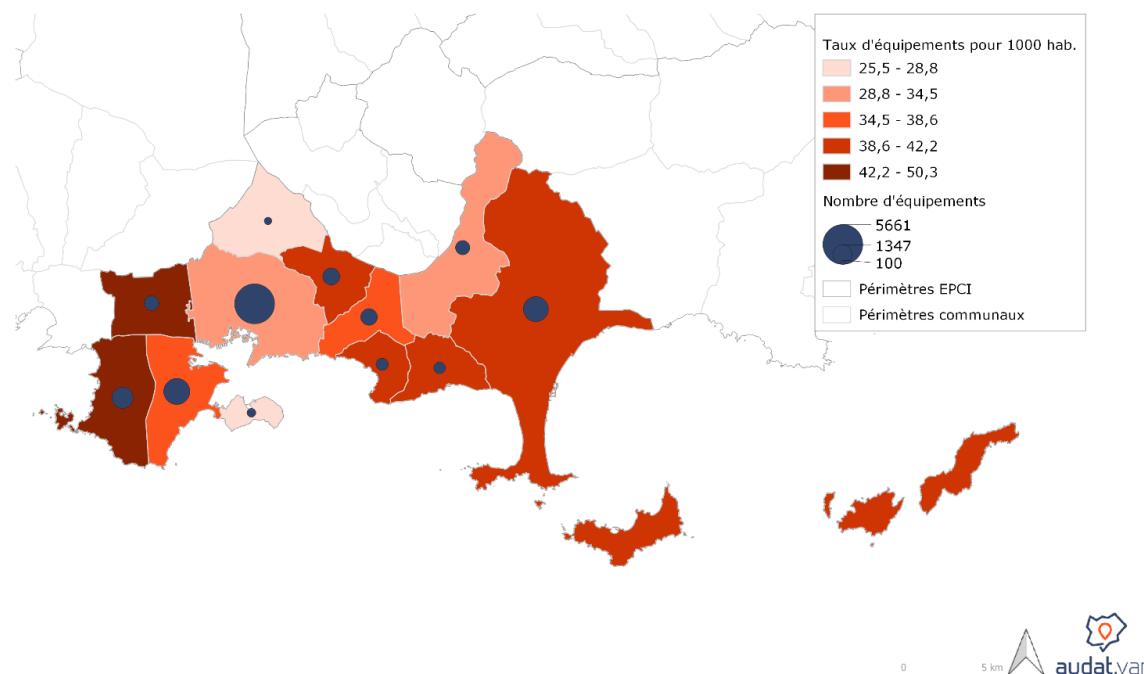 Taux d'équipements pour 1000 hab.
25,5 - 28,8
28,8 - 34,5
34,5 - 38,6
38,6 - 42,2
42,2 - 50,3
Nombre d'équipements
5661
1347
100
Périmètres EPCI
Périmètres communaux
0 5 km
audat.var